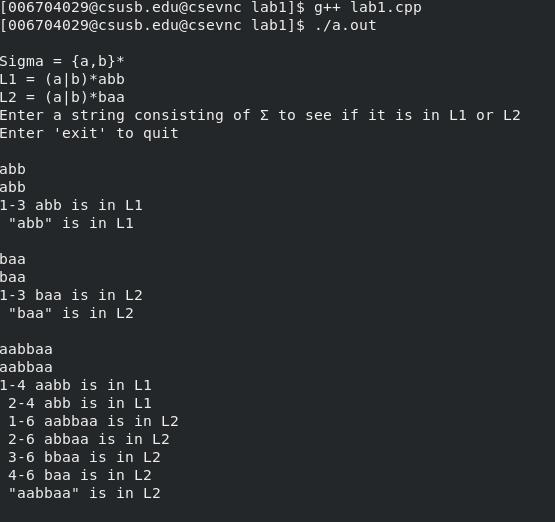 [006704029@csusb.edu@csevnc lab1]$ g++ lab1.cpp
[006704029@csusb.edu@csevnc lab1]$ ./a.out
Sigma = {a,b}*
L1 = (a|b)*abb
L2 = (a|b)*baa
Enter a string consisting of Σ to see if it is in L1 or L2
Enter 'exit' to quit
abb
abb
1-3 abb is in L1
"abb" is in L1
baa
baa
1-3 baa is in L2
"baa" is in L2
aabbaa
aabbaa
1-4 aabb is in L1
2-4 abb is in L1
1-6 aabbaa is in L2
2-6 abbaa is in L2
3-6 bbaa is in L2
4-6 baa is in L2
"aabbaa" is in L2